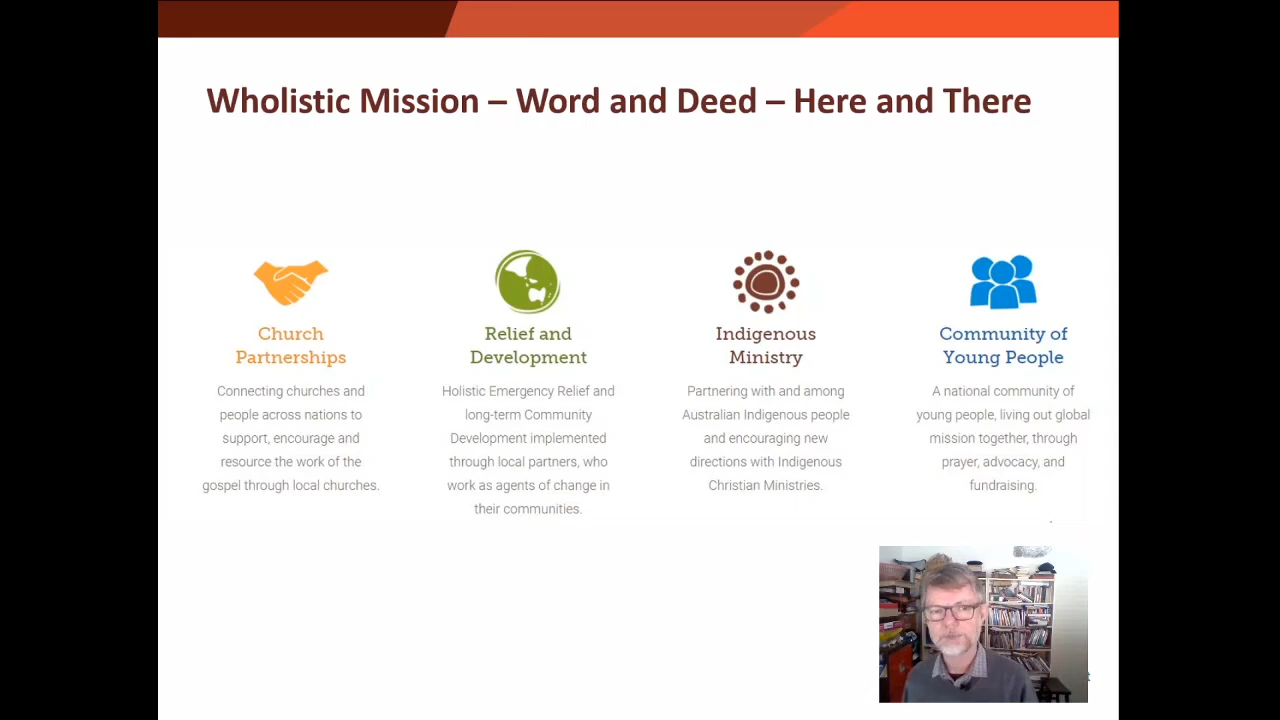 Wholistic Mission – Word and Deed – Here and There
Church
Partnerships
Connecting churches and
people across nations to
support, encourage and
resource the work of the
gospel through local churches.
Relief and
Development
Holistic Emergency Relief and
long-term Community
Development implemented
through local partners, who
work as agents of change in
their communities.
Indigenous
Ministry
Partnering with and among
Australian Indigenous people
and encouraging new
directions with Indigenous
Christian Ministries.
Community of
Young People
A national community of
young people, living out global
mission together, through
prayer, advocacy, and
fundraising.